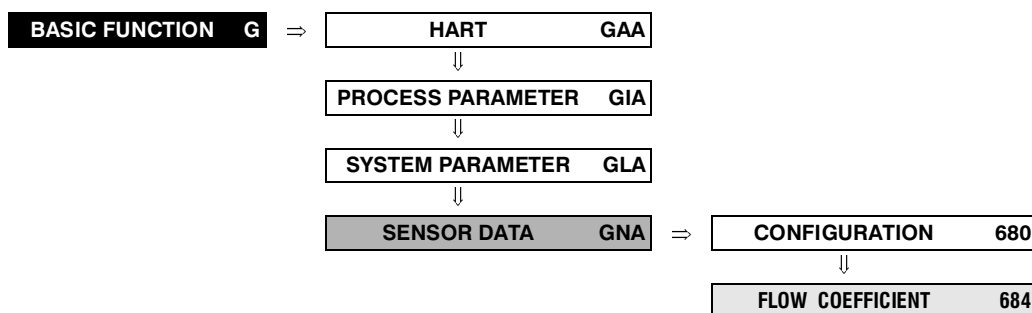 BASIC FUNCTION G ⇒ HART GAA
⇓
PROCESS PARAMETER GIA
⇓
SYSTEM PARAMETER GLA
⇓
SENSOR DATA GNA ⇒ CONFIGURATION 680
⇓
FLOW COEFFICIENT 684